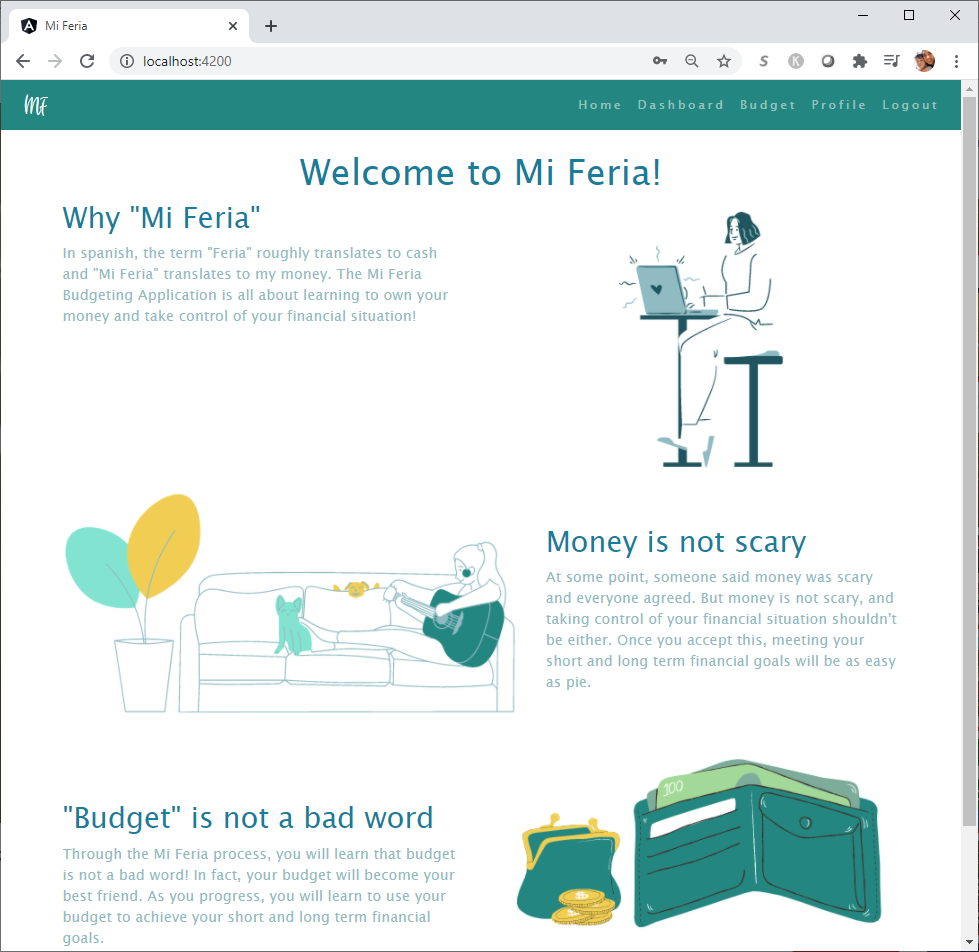 Mi Feria
localhost:4200
S
K
MF
Home Dashboard Budget Profile Logout
Welcome to Mi Feria!
Why "Mi Feria"
In spanish, the term "Feria" roughly translates to cash
and "Mi Feria" translates to my money. The Mi Feria
Budgeting Application is all about learning to own your
money and take control of your financial situation!
Money is not scary
At some point, someone said money was scary
and everyone agreed. But money is not scary, and
taking control of your financial situation shouldn't
be either. Once you accept this, meeting your
short and long term financial goals will be as easy
as pie.
100
"Budget" is not a bad word
Through the Mi Feria process, you will learn that budget
is not a bad word! In fact, your budget will become your
best friend. As you progress, you will learn to use your
budget to achieve your short and long term financial
goals.